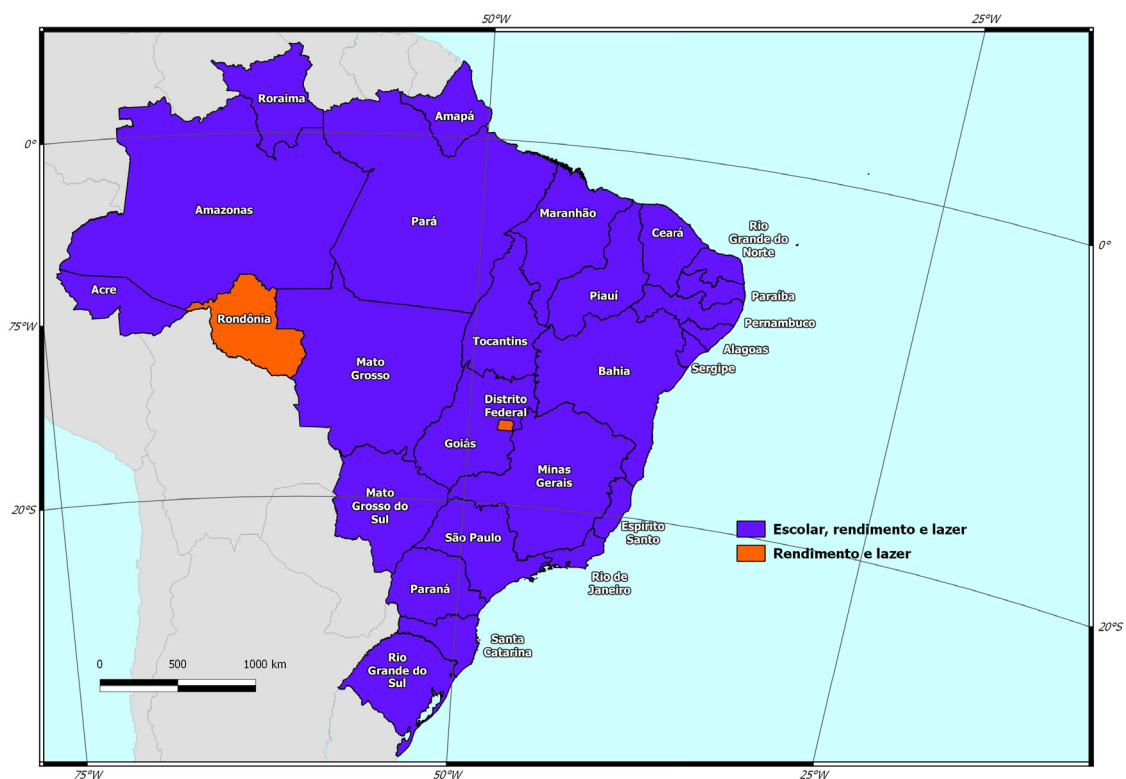 50°W
25°W
Roraima
Amapá
0°
Amazonas
Pará
Maranhão
Ceará
Rio
Grande do
Norte
0°
Acre
Rondônia
Piauí
Paraíba
75°W
Pernambuco
Tocantins
Alagoas
Mato
Grosso
Bahia
Sergipe
Distrito
Federal
Goiás
Minas
Gerais
Mato
Grosso do
Sul
20°S
São Paulo
Espírito
Santo
Escolar, rendimento e lazer
Rendimento e lazer
Rio de
Janeiro
Paraná
20°S
Santa
Catarina
Rio
Grande do
Sul
0 500 1000 km
75°W
50°W
25°W